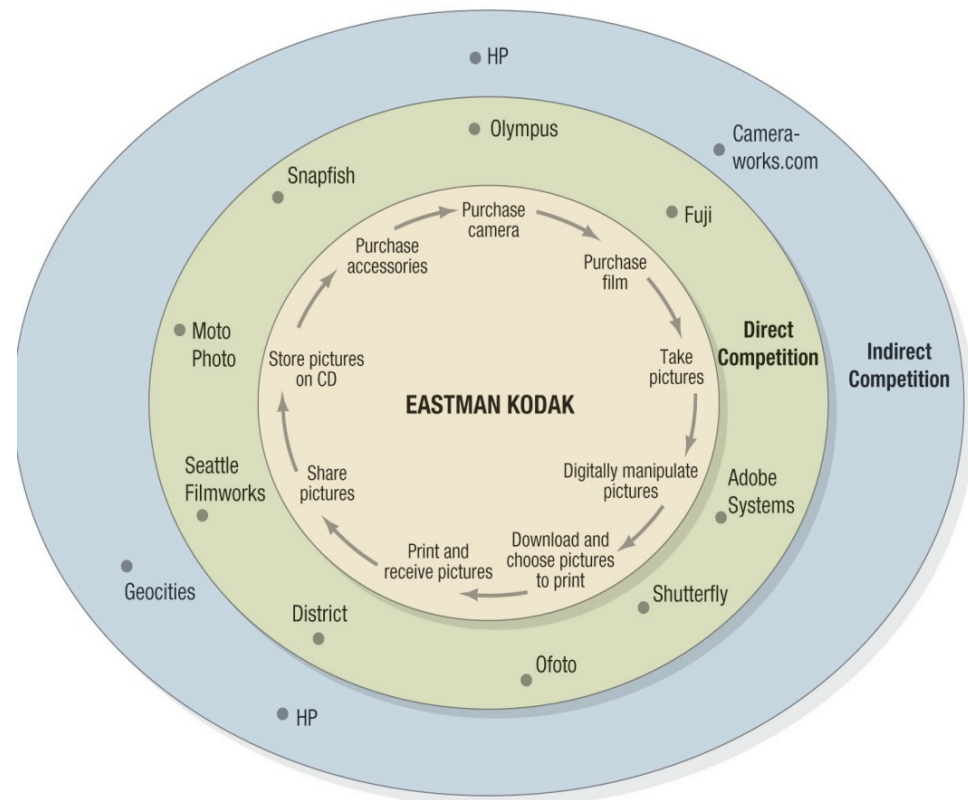 HP
Camera-
works.com
Olympus
Snapfish
Fuji
Purchase
camera
Purchase
accessories
Purchase
film
Moto
Photo
Store pictures
on CD
Take
pictures
Direct
Competition
Indirect
Competition
EASTMAN KODAK
Seattle
Filmworks
Share
pictures
Digitally manipulate
pictures
Adobe
Systems
Print and
receive pictures
Download and
choose pictures
to print
Geocities
District
Shutterfly
Ofoto
HP